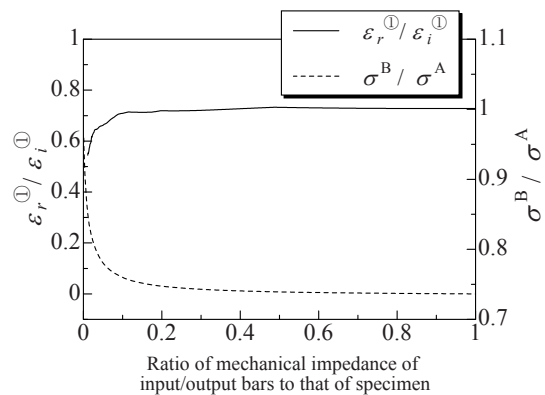 ε_r^① / ε_i^①
σ^B / σ^A
1
0.8
0.6
0.4
0.2
0
1.1
1
0.9
0.8
0.7
0
0.2
0.4
0.6
0.8
1
ε_r^① / ε_i^①
σ^B / σ^A
Ratio of mechanical impedance of
input/output bars to that of specimen